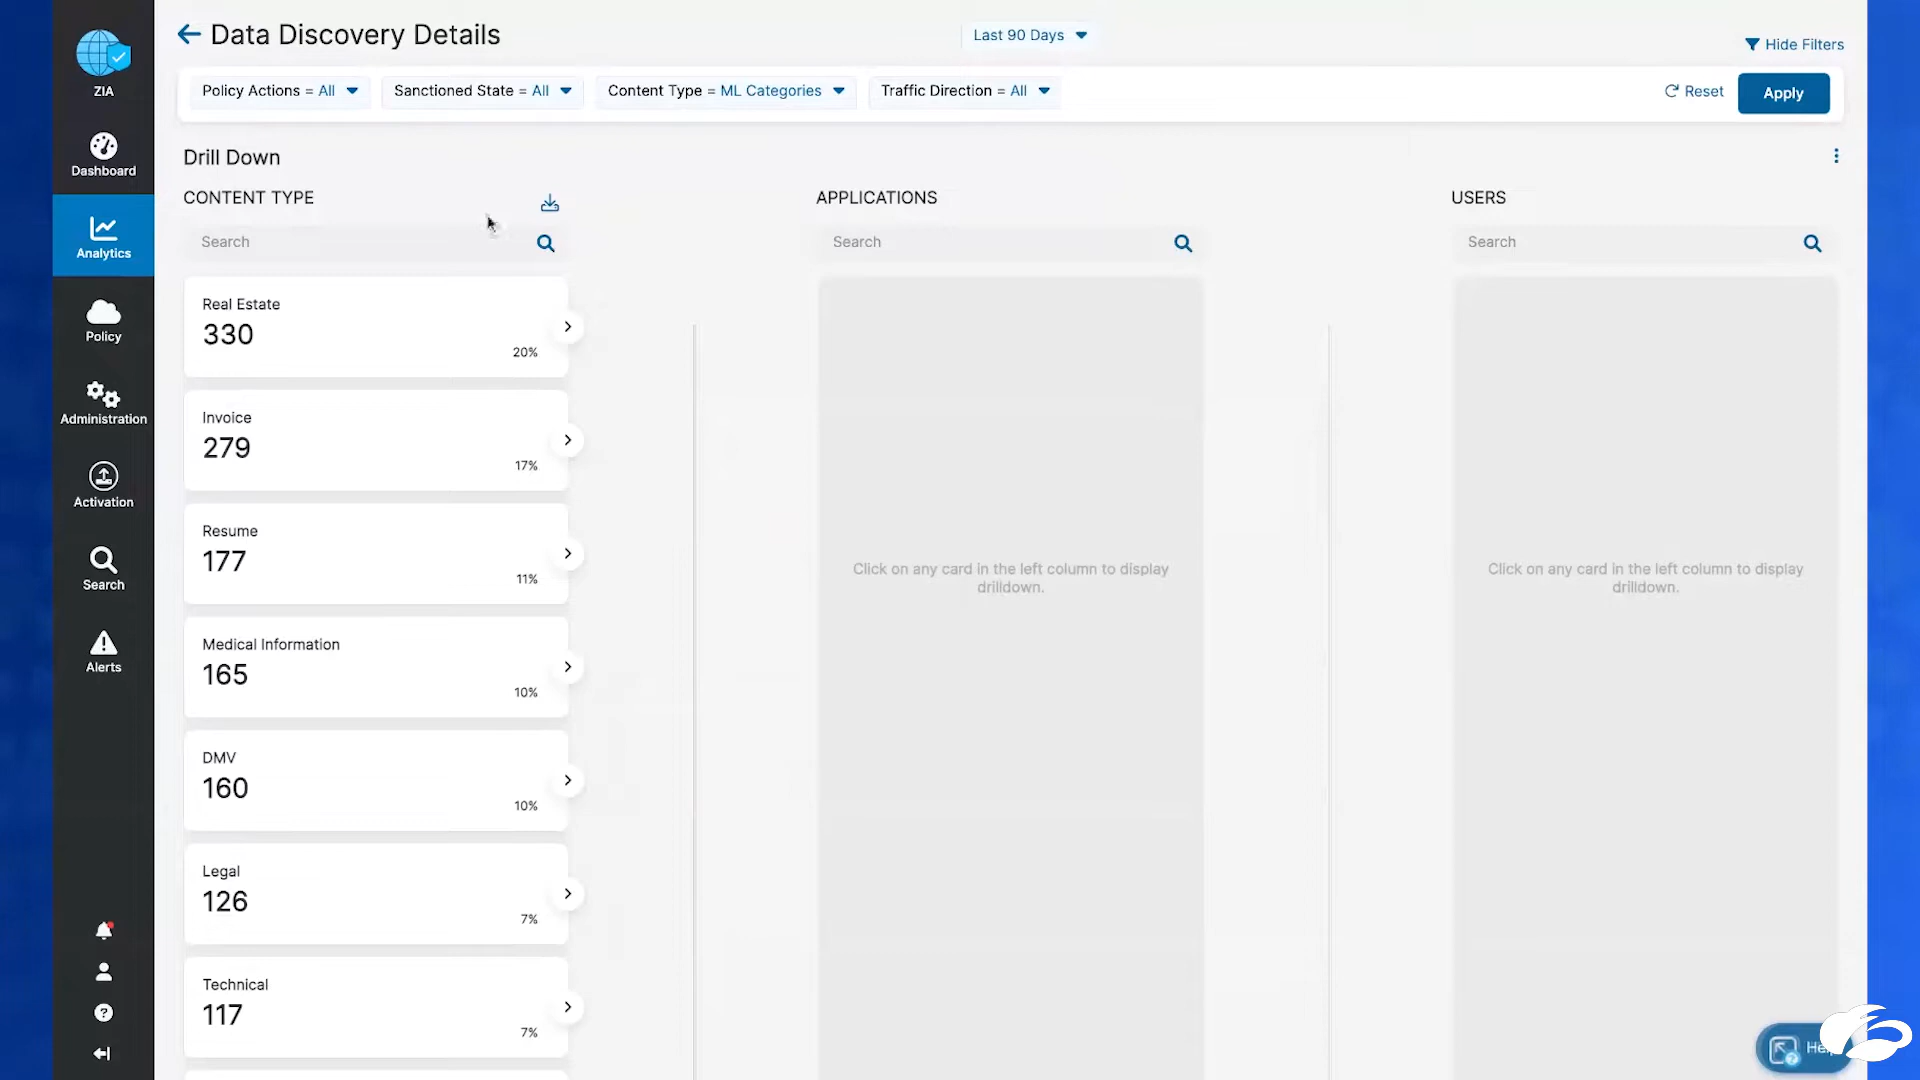 ZIA
Dashboard
Analytics
Policy
Administration
Activation
Search
Alerts
Data Discovery Details
Last 90 Days
Hide Filters
Policy Actions = All
Sanctioned State = All
Content Type = ML Categories
Traffic Direction = All
Reset
Apply
Drill Down
CONTENT TYPE
Search
Real Estate
330
20%
Invoice
279
17%
Resume
177
11%
Medical Information
165
10%
DMV
160
10%
Legal
126
7%
Technical
117
7%
APPLICATIONS
Search
Click on any card in the left column to display
drilldown.
USERS
Search
Click on any card in the left column to display
drilldown.